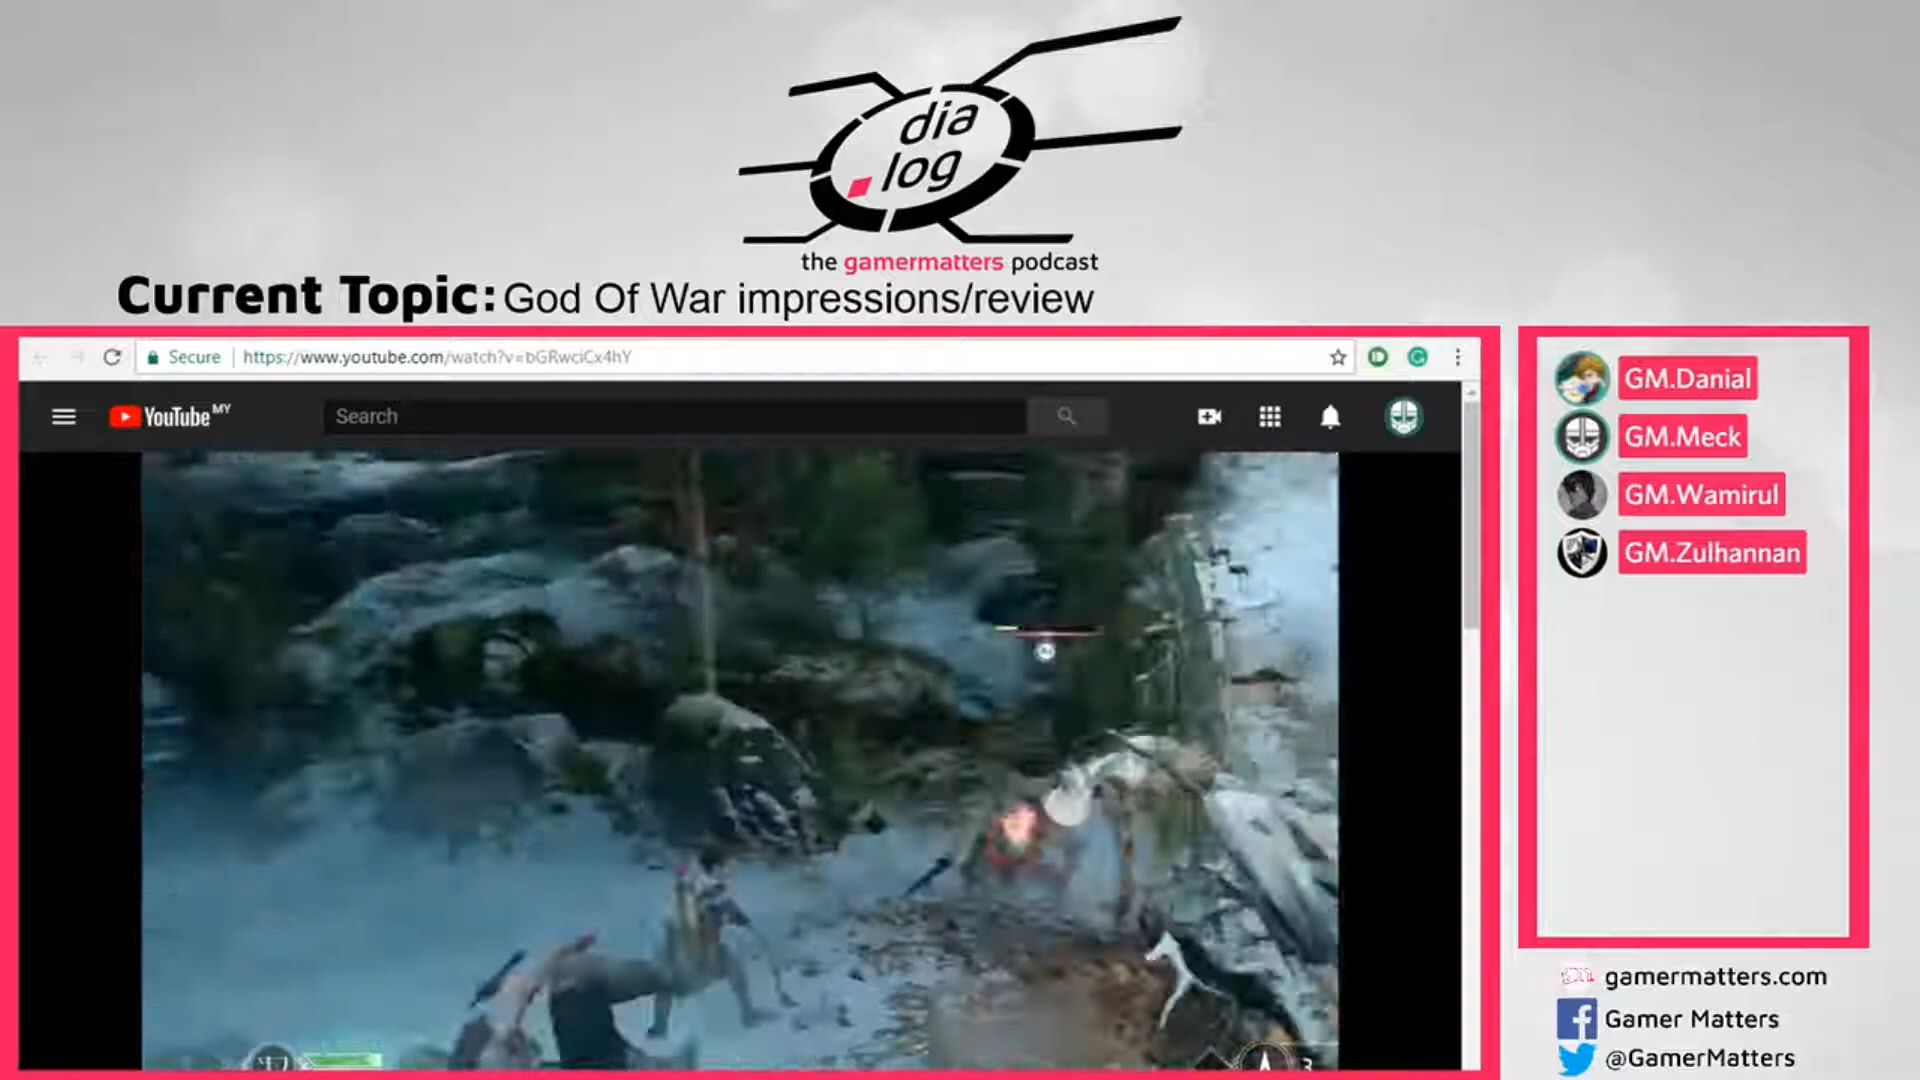 dia
.log
the gamermatters podcast
Current Topic: God Of War impressions/review
Secure https://www.youtube.com/watch?v=bGRwciCx4hY
YouTube MY
Search
3
GM.Danial
GM.Meck
GM.Wamirul
GM.Zulhannan
gamermatters.com
Gamer Matters
@GamerMatters